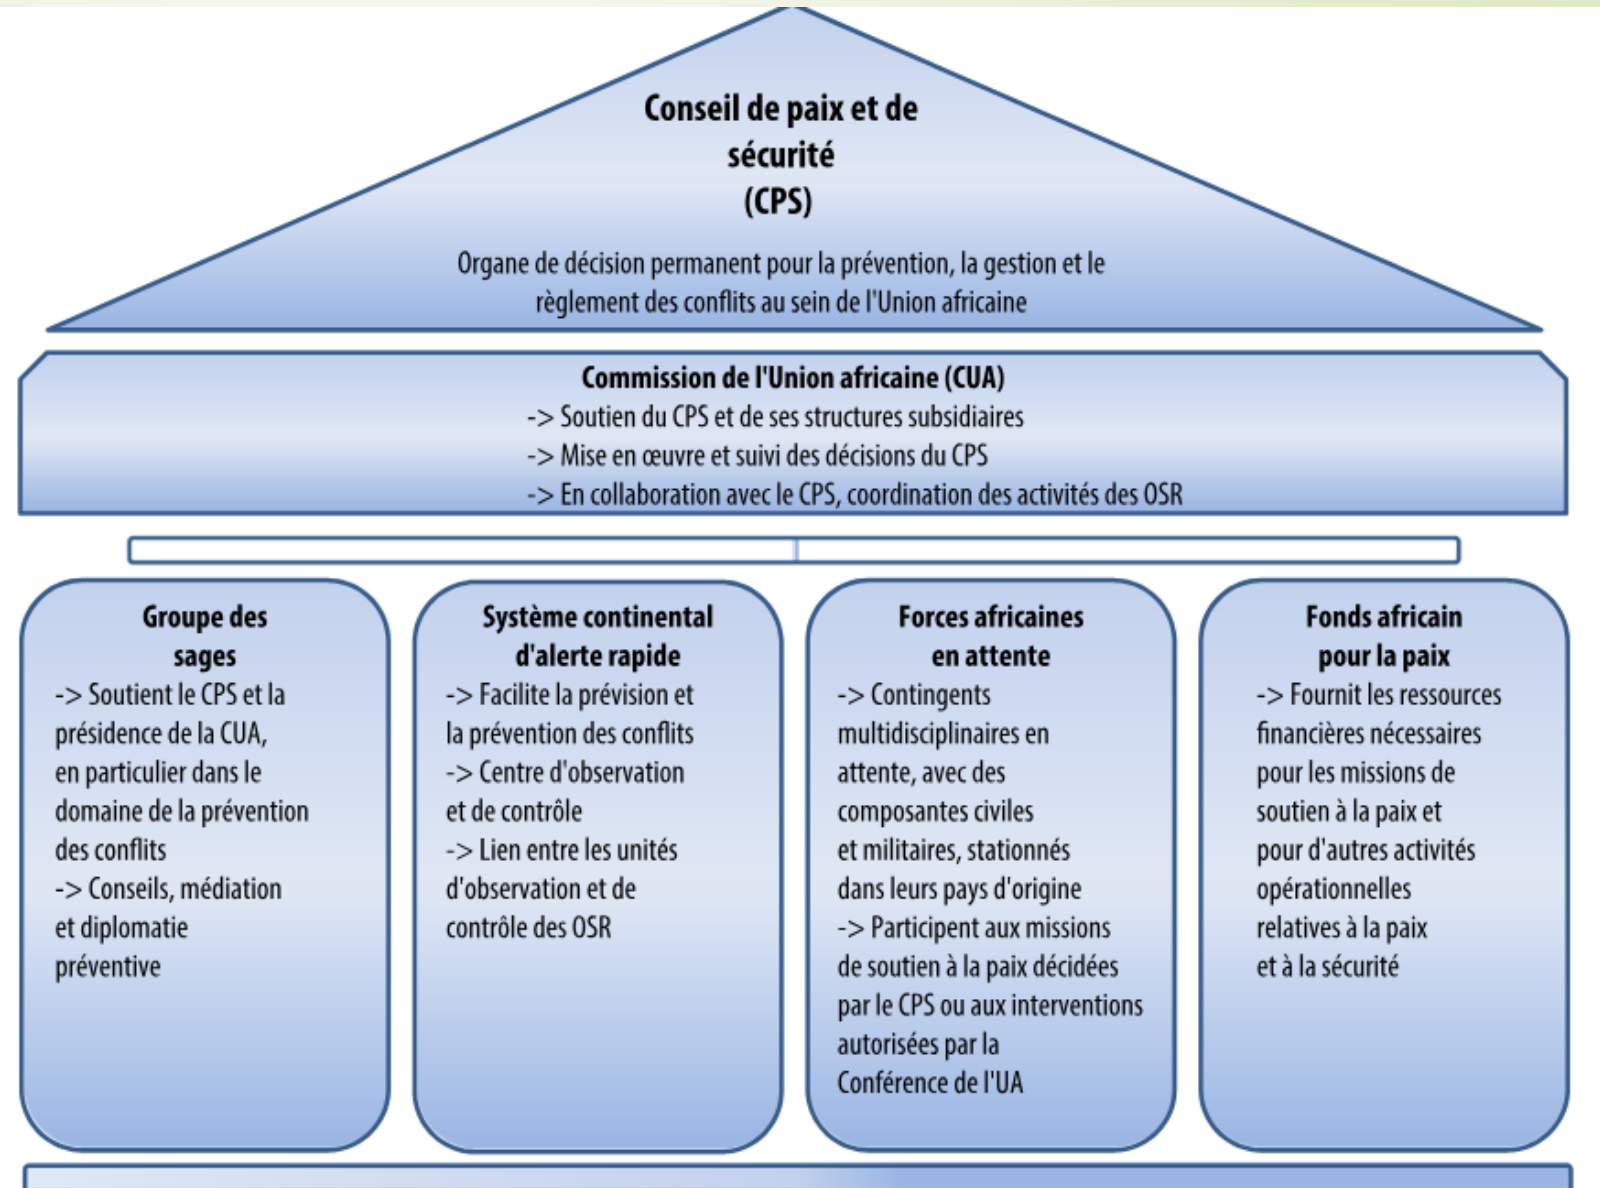 Conseil de paix et de
sécurité
(CPS)
Organe de décision permanent pour la prévention, la gestion et le
règlement des conflits au sein de l'Union africaine
Commission de l'Union africaine (CUA)
-> Soutien du CPS et de ses structures subsidiaires
-> Mise en œuvre et suivi des décisions du CPS
-> En collaboration avec le CPS, coordination des activités des OSR
Groupe des
sages
-> Soutient le CPS et la
présidence de la CUA,
en particulier dans le
domaine de la prévention
des conflits
-> Conseils, médiation
et diplomatie
préventive
Système continental
d'alerte rapide
-> Facilite la prévision et
la prévention des conflits
-> Centre d'observation
et de contrôle
-> Lien entre les unités
d'observation et de
contrôle des OSR
Forces africaines
en attente
-> Contingents
multidisciplinaires en
attente, avec des
composantes civiles
et militaires, stationnés
dans leurs pays d'origine
-> Participent aux missions
de soutien à la paix décidées
par le CPS ou aux interventions
autorisées par la
Conférence de l'UA
Fonds africain
pour la paix
-> Fournit les ressources
financières nécessaires
pour les missions de
soutien à la paix et
pour d'autres activités
opérationnelles
relatives à la paix
et à la sécurité